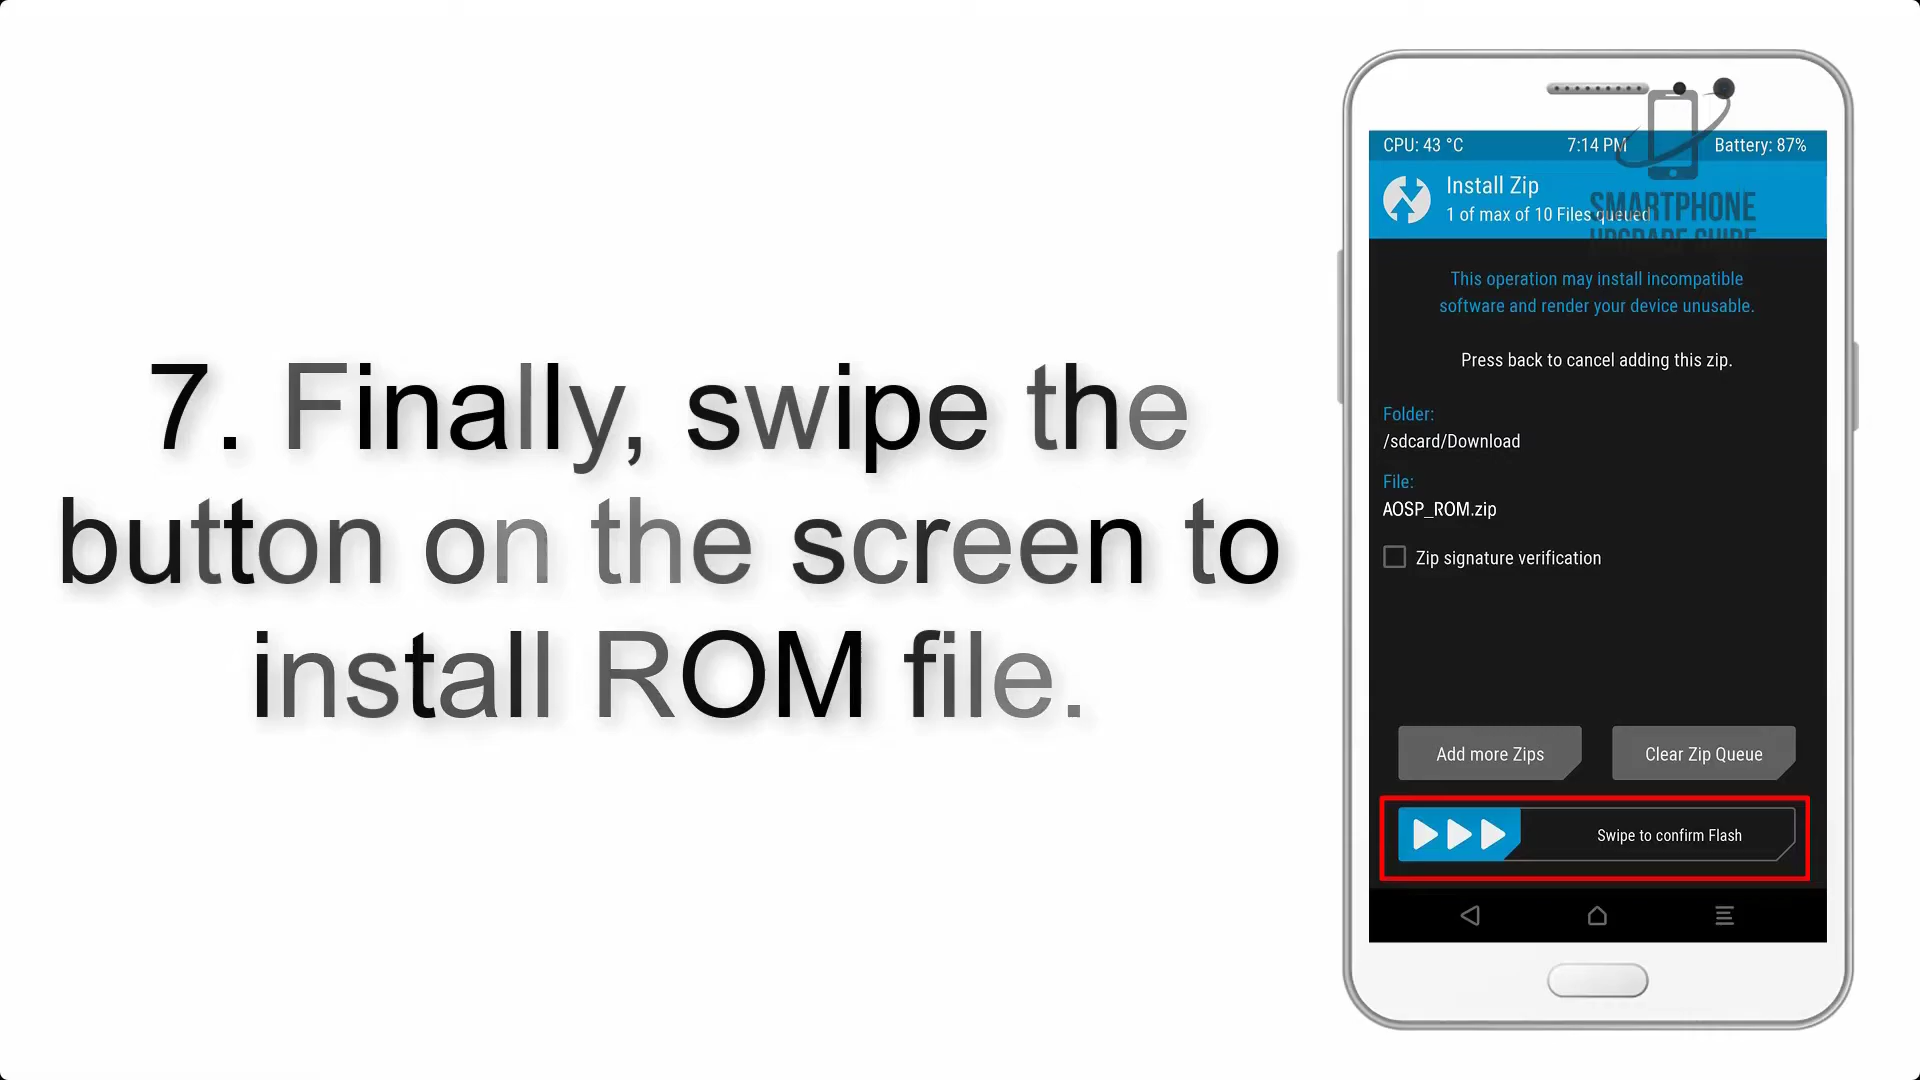 7. Finally, swipe the
button on the screen to
install ROM file.
CPU: 43 °C 7:14 PM Battery: 87%
Install Zip
1 of max of 10 Files queued
SMARTPHONE
UPGRADE GUIDE
This operation may install incompatible
software and render your device unusable.
Press back to cancel adding this zip.
Folder:
/sdcard/Download
File:
AOSP_ROM.zip
Zip signature verification
Add more Zips Clear Zip Queue
Swipe to confirm Flash